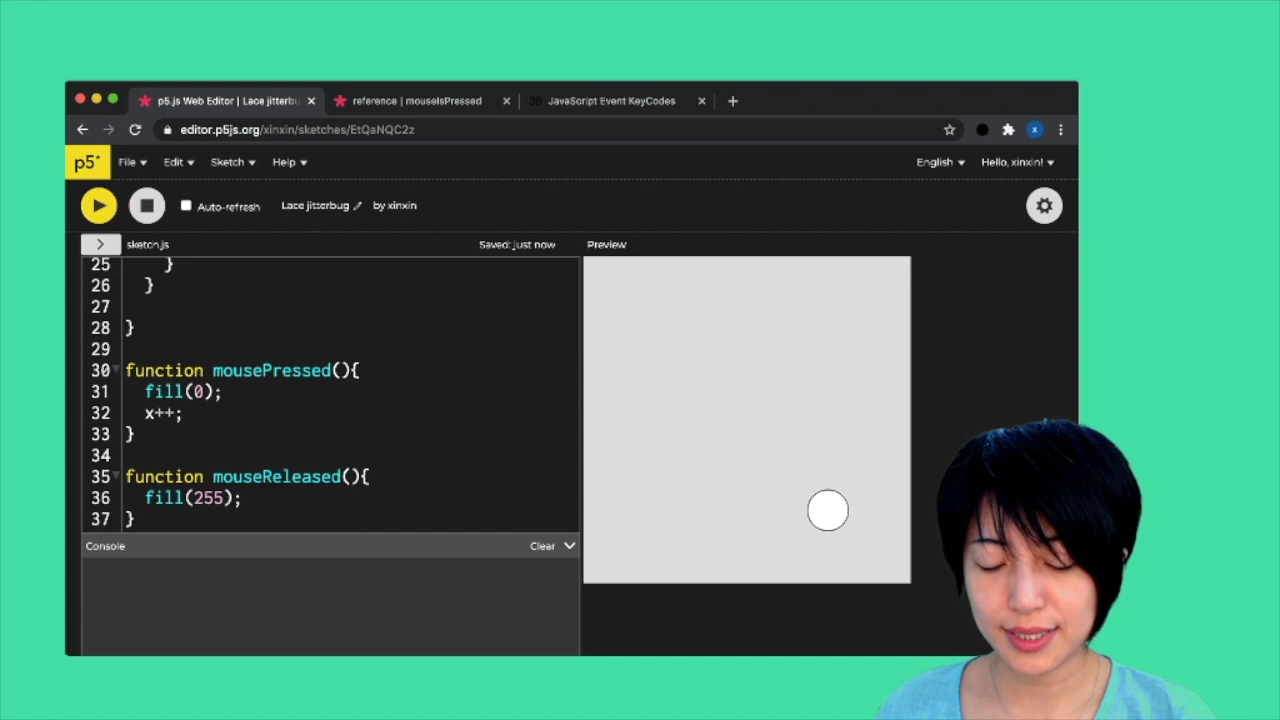 p5.js Web Editor | Lace jitterbu
reference | mouseIsPressed
JavaScript Event KeyCodes
editor.p5js.org/xinxin/sketches/EtQaNQC2z
x
p5*
File
Edit
Sketch
Help
English
Hello, xinxin!
Auto-refresh
Lace jitterbug
by xinxin
>
sketch.js
Saved: just now
Preview
25 }
26 }
27
28 }
29
30 function mousePressed(){
31 fill(0);
32 x++;
33 }
34
35 function mouseReleased(){
36 fill(255);
37 }
Console
Clear